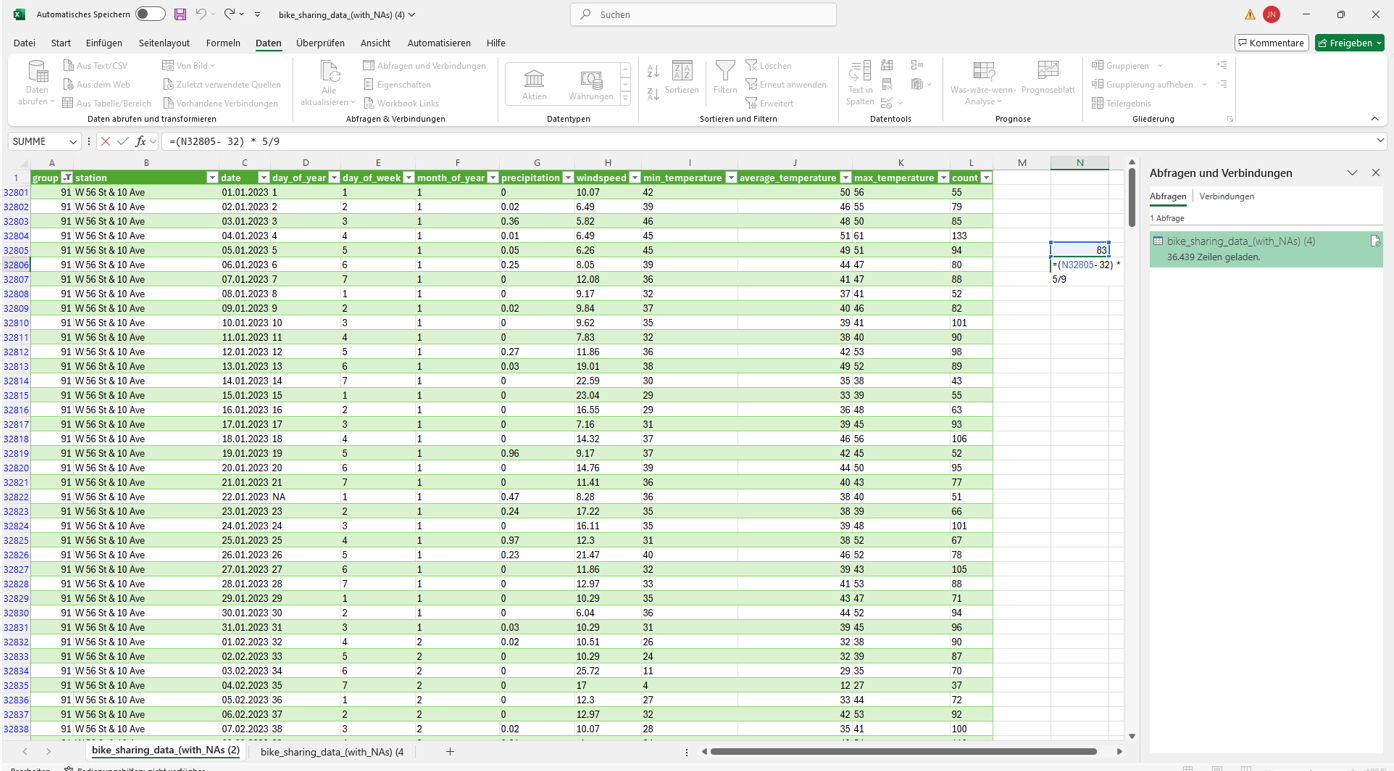 Automatisches Speichern bike_sharing_data_(with_NAs) (4) Suchen JN
Datei Start Einfügen Seitenlayout Formeln Daten Überprüfen Ansicht Automatisieren Hilfe Kommentare Freigeben
Daten abrufen Aus Text/CSV Aus dem Web Aus Tabelle/Bereich Von Bild Zuletzt verwendete Quellen Vorhandene Verbindungen
Alle aktualisieren Abfragen und Verbindungen Eigenschaften Workbook Links
Aktien Währungen
Sortieren Filtern Löschen Erneut anwenden Erweitert
Text in Spalten
Was-wäre-wenn-Analyse Prognoseblatt
Gruppieren Gruppierung aufheben Teilergebnis
Daten abrufen und transformieren Abfragen & Verbindungen Datentypen Sortieren und Filtern Datentools Prognose Gliederung
SUMME fx =(N32805- 32) * 5/9
A B C D E F G H I J K L M N
1 group station date day_of_year day_of_week month_of_year precipitation windspeed min_temperature average_temperature max_temperature count
32801 91 W 56 St & 10 Ave 01.01.2023 1 1 1 0 10.07 42 50 56 55
32802 91 W 56 St & 10 Ave 02.01.2023 2 2 1 0.02 6.49 39 46 55 79
32803 91 W 56 St & 10 Ave 03.01.2023 3 3 1 0.36 5.82 46 48 50 85
32804 91 W 56 St & 10 Ave 04.01.2023 4 4 1 0.01 6.49 45 51 61 133
32805 91 W 56 St & 10 Ave 05.01.2023 5 5 1 0.05 6.26 45 49 51 94 83
32806 91 W 56 St & 10 Ave 06.01.2023 6 6 1 0.25 8.05 39 44 47 80 =(N32805- 32) *
32807 91 W 56 St & 10 Ave 07.01.2023 7 7 1 0 12.08 36 41 47 88 5/9
32808 91 W 56 St & 10 Ave 08.01.2023 8 1 1 0 9.17 32 37 41 52
32809 91 W 56 St & 10 Ave 09.01.2023 9 2 1 0.02 9.84 37 40 46 82
32810 91 W 56 St & 10 Ave 10.01.2023 10 3 1 0 9.62 35 39 41 101
32811 91 W 56 St & 10 Ave 11.01.2023 11 4 1 0 7.83 32 38 40 90
32812 91 W 56 St & 10 Ave 12.01.2023 12 5 1 0.27 11.86 36 42 53 98
32813 91 W 56 St & 10 Ave 13.01.2023 13 6 1 0.03 19.01 38 49 52 89
32814 91 W 56 St & 10 Ave 14.01.2023 14 7 1 0 22.59 30 35 38 43
32815 91 W 56 St & 10 Ave 15.01.2023 15 1 1 0 23.04 29 33 39 55
32816 91 W 56 St & 10 Ave 16.01.2023 16 2 1 0 16.55 29 36 48 63
32817 91 W 56 St & 10 Ave 17.01.2023 17 3 1 0 7.16 31 39 45 93
32818 91 W 56 St & 10 Ave 18.01.2023 18 4 1 0 14.32 37 46 56 106
32819 91 W 56 St & 10 Ave 19.01.2023 19 5 1 0.96 9.17 37 42 45 52
32820 91 W 56 St & 10 Ave 20.01.2023 20 6 1 0 14.76 39 44 50 95
32821 91 W 56 St & 10 Ave 21.01.2023 21 7 1 0 11.41 36 40 43 77
32822 91 W 56 St & 10 Ave 22.01.2023 NA 1 1 0.47 8.28 36 38 40 51
32823 91 W 56 St & 10 Ave 23.01.2023 23 2 1 0.24 17.22 35 38 39 66
32824 91 W 56 St & 10 Ave 24.01.2023 24 3 1 0 16.11 35 39 48 101
32825 91 W 56 St & 10 Ave 25.01.2023 25 4 1 0.97 12.3 31 38 52 67
32826 91 W 56 St & 10 Ave 26.01.2023 26 5 1 0.23 21.47 40 46 52 78
32827 91 W 56 St & 10 Ave 27.01.2023 27 6 1 0 11.86 32 39 43 105
32828 91 W 56 St & 10 Ave 28.01.2023 28 7 1 0 12.97 33 41 53 88
32829 91 W 56 St & 10 Ave 29.01.2023 29 1 1 0 10.29 35 43 47 71
32830 91 W 56 St & 10 Ave 30.01.2023 30 2 1 0 6.04 36 44 52 94
32831 91 W 56 St & 10 Ave 31.01.2023 31 3 1 0.03 10.29 31 39 45 96
32832 91 W 56 St & 10 Ave 01.02.2023 32 4 2 0.02 10.51 26 32 38 90
32833 91 W 56 St & 10 Ave 02.02.2023 33 5 2 0 10.29 24 32 39 87
32834 91 W 56 St & 10 Ave 03.02.2023 34 6 2 0 25.72 11 29 35 70
32835 91 W 56 St & 10 Ave 04.02.2023 35 7 2 0 17 4 12 27 37
32836 91 W 56 St & 10 Ave 05.02.2023 36 1 2 0 12.3 27 33 44 72
32837 91 W 56 St & 10 Ave 06.02.2023 37 2 2 0 12.97 32 42 53 92
32838 91 W 56 St & 10 Ave 07.02.2023 38 3 2 0.02 10.07 28 35 41 100
bike_sharing_data_(with_NAs (2) bike_sharing_data_(with_NAs) (4 +
Abfragen und Verbindungen
Abfragen Verbindungen
1 Abfrage
bike_sharing_data_(with_NAs) (4)
36.439 Zeilen geladen.